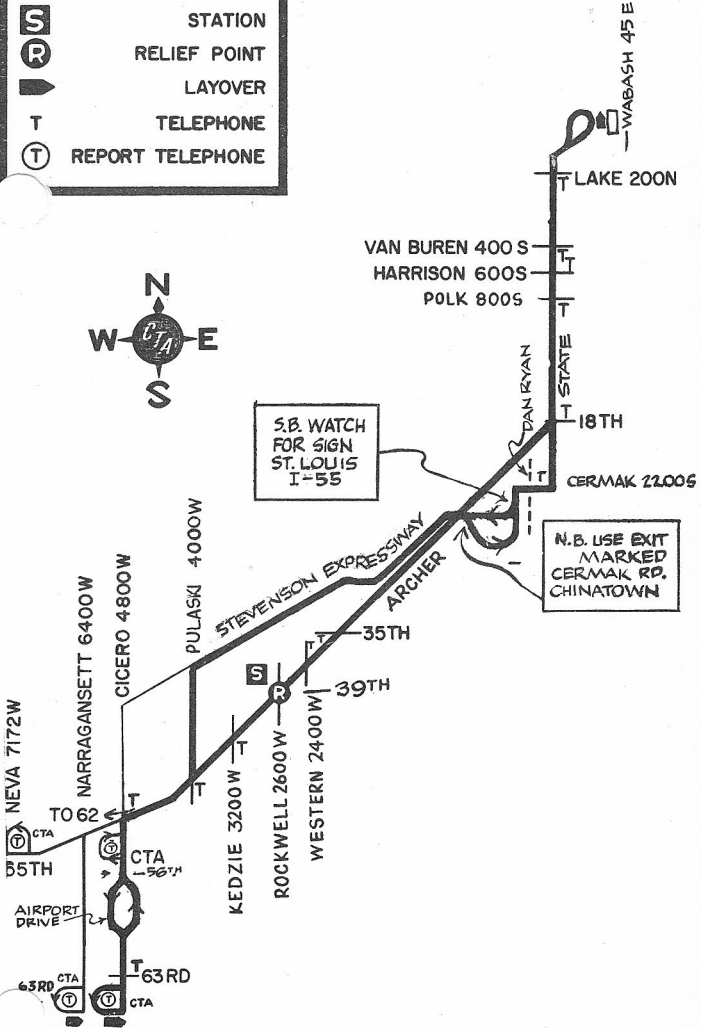 S STATION
R RELIEF POINT
LAYOVER
T TELEPHONE
T REPORT TELEPHONE
WABASH 45 E
T LAKE 200N
VAN BUREN 400 S
T
HARRISON 600S
T
POLK 800S
T
N
W CTA E
S
STATE
DAN RYAN
T
18TH
S.B. WATCH
FOR SIGN
ST. LOUIS
I-55
T
CERMAK 2200S
N.B. USE EXIT
MARKED
CERMAK RD.
CHINATOWN
STEVENSON EXPRESSWAY
ARCHER
PULASKI 4000W
CICERO 4800W
NARRAGANSETT 6400W
NEVA 7172W
T T 35TH
S
R
39TH
WESTERN 2400W
ROCKWELL 2600W
T
KEDZIE 3200W
T
TO 62
T
T CTA
65TH
T
CTA
56TH
AIRPORT
DRIVE
T
63RD
63RD CTA
T
T CTA